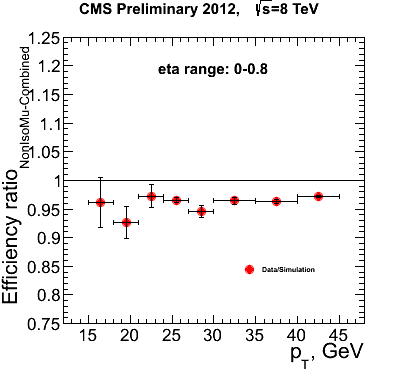 CMS Preliminary 2012, √s=8 TeV
eta range: 0-0.8
Efficiency ratio
NonIsoMu-Combined
1.25
1.2
1.15
1.1
1.05
1
0.95
0.9
0.85
0.8
0.75
Data/Simulation
15 20 25 30 35 40 45
p_T, GeV